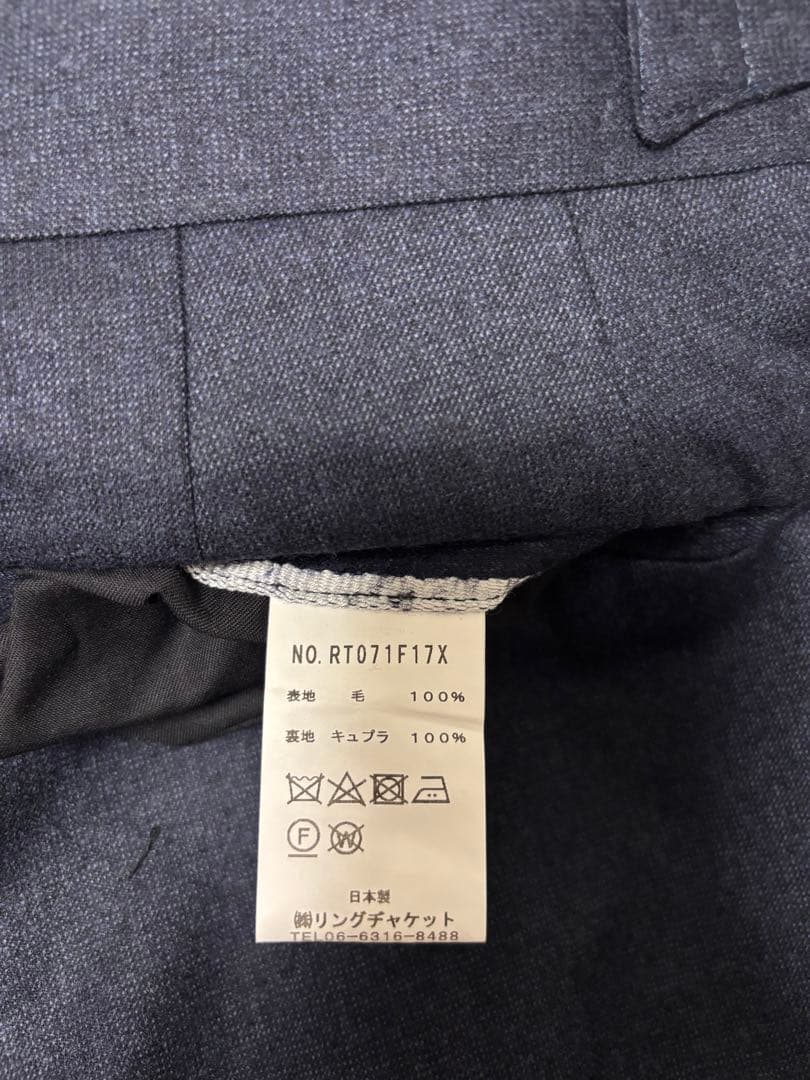 NO. RT071F17X
表地 毛 100%
裏地 キュプラ 100%
F W
日本製
㈱リングヂャケット
TEL06-6316-8488